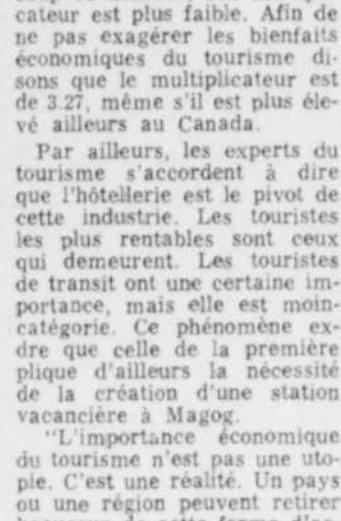 cateur est plus faible. Afin de
ne pas exagérer les bienfaits
économiques du tourisme di-
sons que le multiplicateur est
de 3.27, même s'il est plus éle-
vé ailleurs au Canada.
Par ailleurs, les experts du
tourisme s'accordent à dire
que l'hôtellerie est le pivot de
cette industrie. Les touristes
les plus rentables sont ceux
qui demeurent. Les touristes
de transit ont une certaine im-
portance, mais elle est moin-
catégorie. Ce phénomène ex-
dre que celle de la première
plique d'ailleurs la nécessité
de la création d'une station
vacancière à Magog.
"L'importance économique
du tourisme n'est pas une uto-
pie. C'est une réalité. Un pays
ou une région peuvent retirer